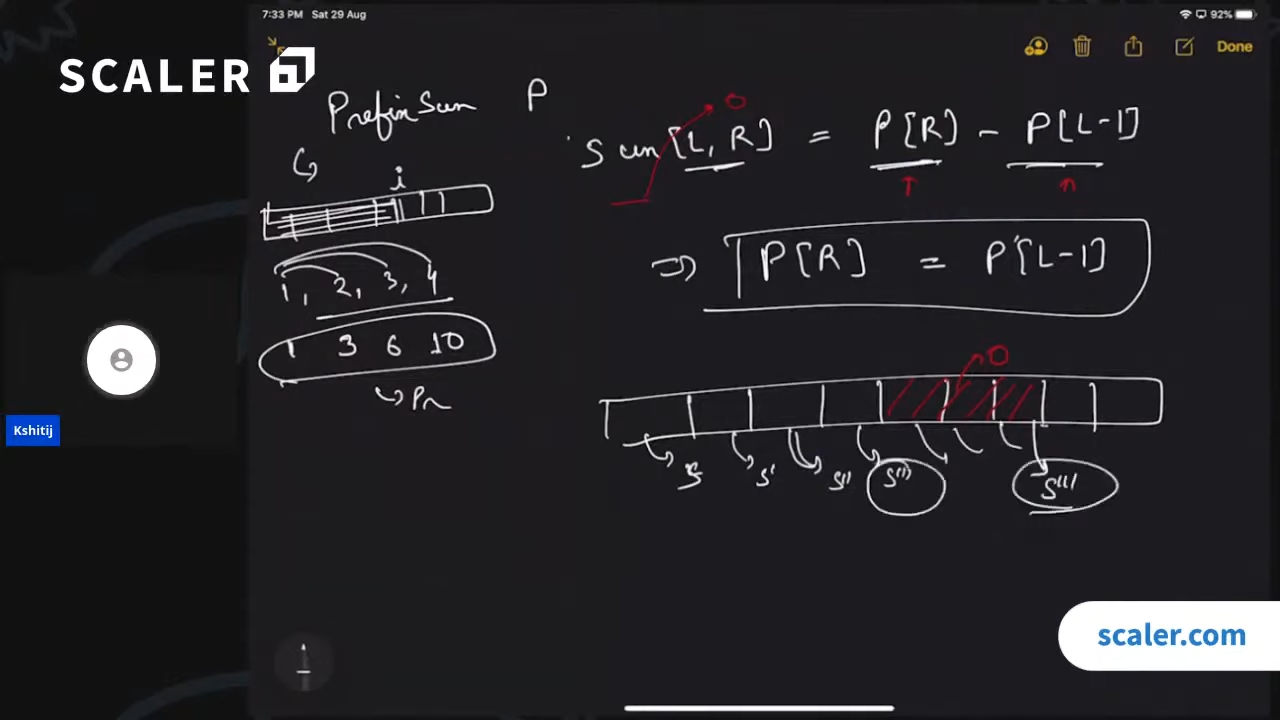 7:33 PM Sat 29 Aug
92%
Done
SCALER
Prefix Sum P
Sum [L, R] = P[R] - P[L-1]
0
i
1, 2, 3, 4
⇒ P[R] = P[L-1]
1 3 6 10
0
↪ Pr
S S' S'' S''' S'''
Kshitij
scaler.com